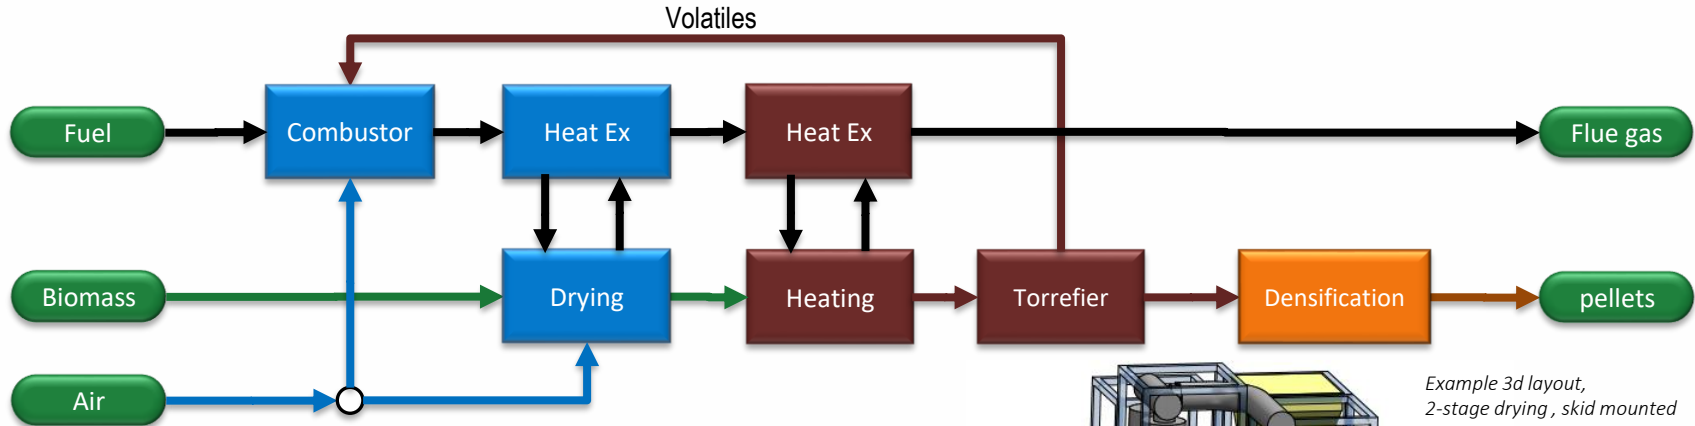 Volatiles
Fuel
Combustor
Heat Ex
Heat Ex
Flue gas
Biomass
Drying
Heating
Torrefier
Densification
pellets
Air
Example 3d layout,
2-stage drying , skid mounted